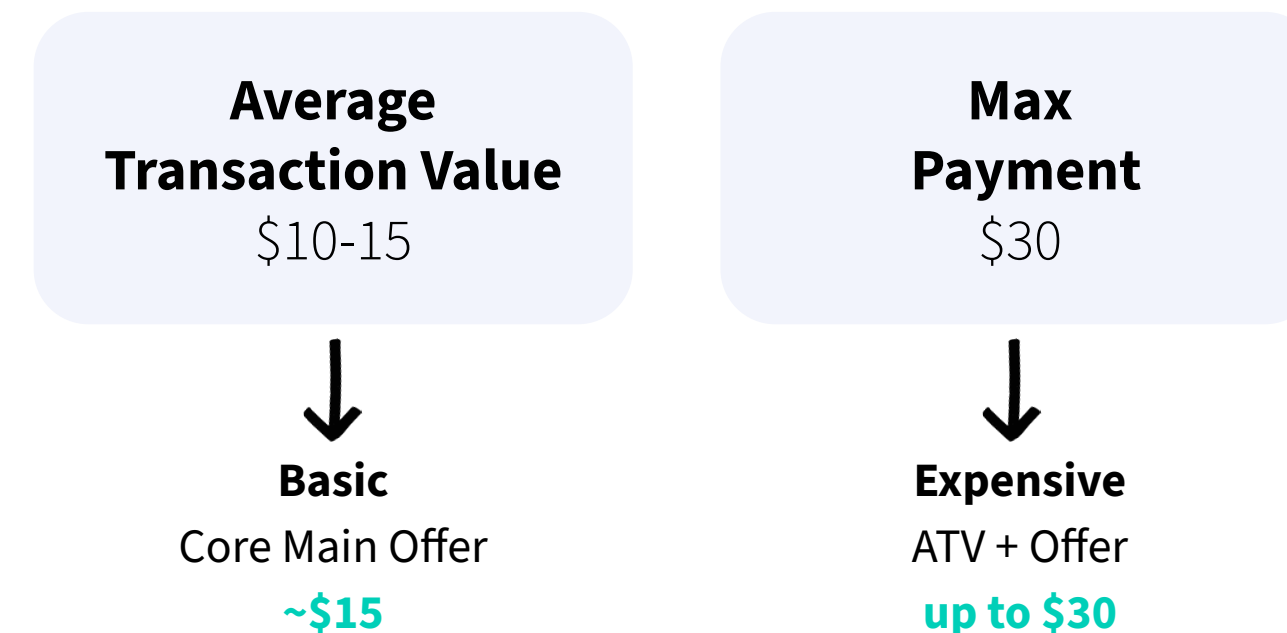 Average
Transaction Value
$10-15
Basic
Core Main Offer
~$15
Max
Payment
$30
Expensive
ATV + Offer
up to $30